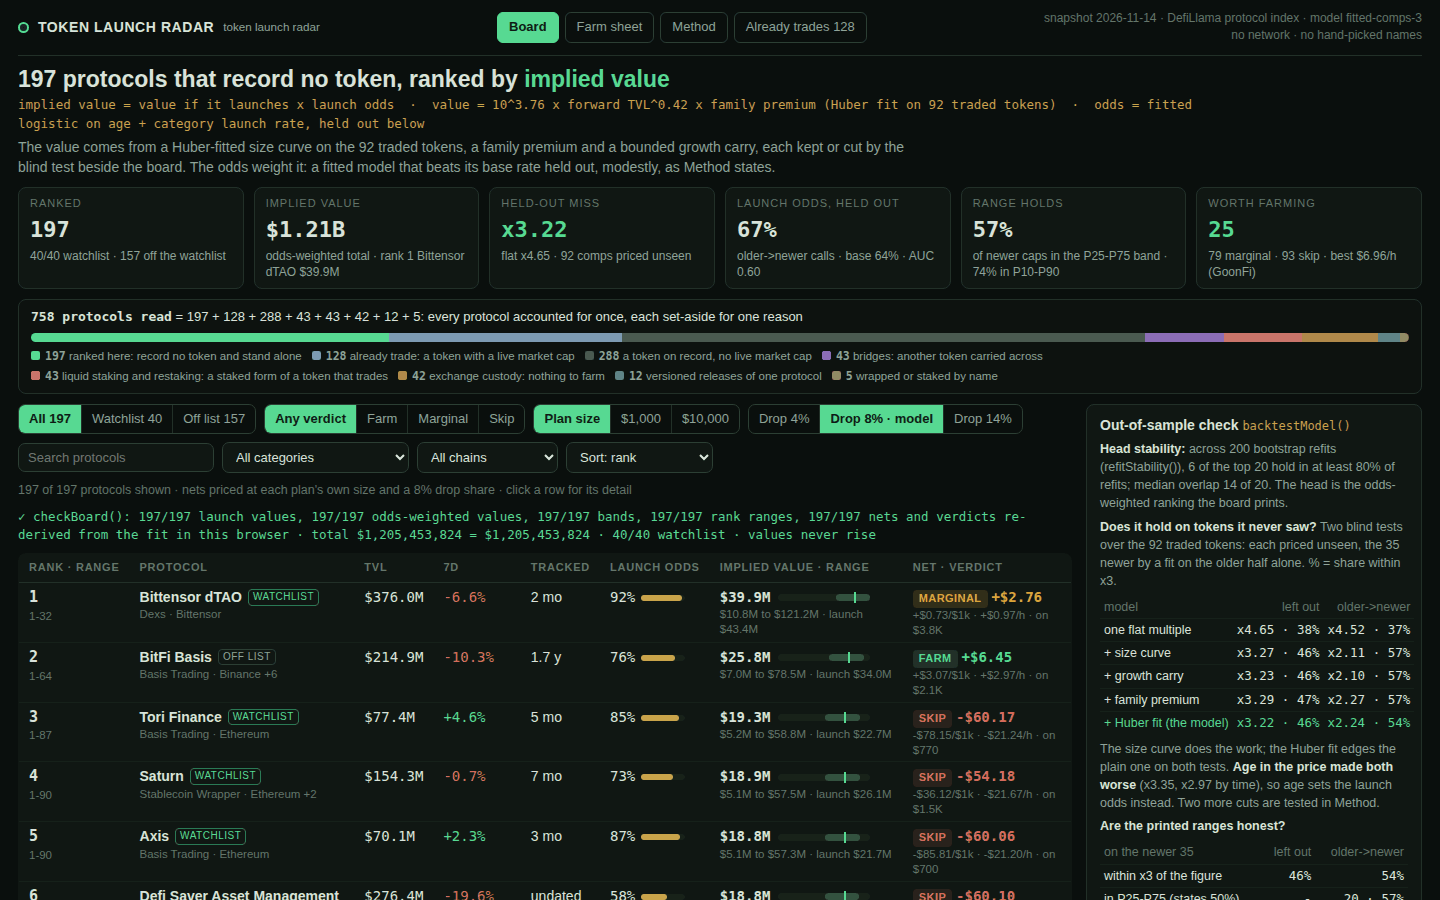 TOKEN LAUNCH RADAR token launch radar
Board Farm sheet Method Already trades 128
snapshot 2026-11-14 · DefiLlama protocol index · model fitted-comps-3
no network · no hand-picked names
197 protocols that record no token, ranked by implied value
implied value = value if it launches x launch odds · value = 10^3.76 x forward TVL^0.42 x family premium (Huber fit on 92 traded tokens) · odds = fitted
logistic on age + category launch rate, held out below
The value comes from a Huber-fitted size curve on the 92 traded tokens, a family premium and a bounded growth carry, each kept or cut by the
blind test beside the board. The odds weight it: a fitted model that beats its base rate held out, modestly, as Method states.
RANKED
197
40/40 watchlist · 157 off the watchlist
IMPLIED VALUE
$1.21B
odds-weighted total · rank 1 Bittensor
dTAO $39.9M
HELD-OUT MISS
x3.22
flat x4.65 · 92 comps priced unseen
LAUNCH ODDS, HELD OUT
67%
older->newer calls · base 64% · AUC
0.60
RANGE HOLDS
57%
of newer caps in the P25-P75 band ·
74% in P10-P90
WORTH FARMING
25
79 marginal · 93 skip · best $6.96/h
(GoonFi)
758 protocols read = 197 + 128 + 288 + 43 + 43 + 42 + 12 + 5: every protocol accounted for once, each set-aside for one reason
197 ranked here: record no token and stand alone 128 already trade: a token with a live market cap 288 a token on record, no live market cap 43 bridges: another token carried across
43 liquid staking and restaking: a staked form of a token that trades 42 exchange custody: nothing to farm 12 versioned releases of one protocol 5 wrapped or staked by name
All 197 Watchlist 40 Off list 157 Any verdict Farm Marginal Skip Plan size $1,000 $10,000 Drop 4% Drop 8% · model Drop 14%
Search protocols All categories All chains Sort: rank
197 of 197 protocols shown · nets priced at each plan's own size and a 8% drop share · click a row for its detail
✓ checkBoard(): 197/197 launch values, 197/197 odds-weighted values, 197/197 bands, 197/197 rank ranges, 197/197 nets and verdicts re-
derived from the fit in this browser · total $1,205,453,824 = $1,205,453,824 · 40/40 watchlist · values never rise
RANK · RANGE PROTOCOL TVL 7D TRACKED LAUNCH ODDS IMPLIED VALUE · RANGE NET · VERDICT
1 Bittensor dTAO WATCHLIST $376.0M -6.6% 2 mo 92% $39.9M MARGINAL +$2.76
1-32 Dexs · Bittensor $10.8M to $121.2M · launch +$0.73/$1k · +$0.97/h · on
$43.4M $3.8K
2 BitFi Basis OFF LIST $214.9M -10.3% 1.7 y 76% $25.8M FARM +$6.45
1-64 Basis Trading · Binance +6 $7.0M to $78.5M · launch $34.0M +$3.07/$1k · +$2.97/h · on
$2.1K
3 Tori Finance WATCHLIST $77.4M +4.6% 5 mo 85% $19.3M SKIP -$60.17
1-87 Basis Trading · Ethereum $5.2M to $58.8M · launch $22.7M -$78.15/$1k · -$21.24/h · on
$770
4 Saturn WATCHLIST $154.3M -0.7% 7 mo 73% $18.9M SKIP -$54.18
1-90 Stablecoin Wrapper · Ethereum +2 $5.1M to $57.5M · launch $26.1M -$36.12/$1k · -$21.67/h · on
$1.5K
5 Axis WATCHLIST $70.1M +2.3% 3 mo 87% $18.8M SKIP -$60.06
1-90 Basis Trading · Ethereum $5.1M to $57.3M · launch $21.7M -$85.81/$1k · -$21.20/h · on
$700
6 Defi Saver Asset Management $276.4M -19.6% undated 58% $18.8M SKIP -$60.10
Out-of-sample check backtestModel()
Head stability: across 200 bootstrap refits
(refitStability()), 6 of the top 20 hold in at least 80% of
refits; median overlap 14 of 20. The head is the odds-
weighted ranking the board prints.
Does it hold on tokens it never saw? Two blind tests
over the 92 traded tokens: each priced unseen, the 35
newer by a fit on the older half alone. % = share within
x3.
model left out older->newer
one flat multiple x4.65 · 38% x4.52 · 37%
+ size curve x3.27 · 46% x2.11 · 57%
+ growth carry x3.23 · 46% x2.10 · 57%
+ family premium x3.29 · 47% x2.27 · 57%
+ Huber fit (the model) x3.22 · 46% x2.24 · 54%
The size curve does the work; the Huber fit edges the
plain one on both tests. Age in the price made both
worse (x3.35, x2.97 by time), so age sets the launch
odds instead. Two more cuts are tested in Method.
Are the printed ranges honest?
on the newer 35 left out older->newer
within x3 of the figure 46% 54%
in P25-P75 (states 50%) - 20 · 57%